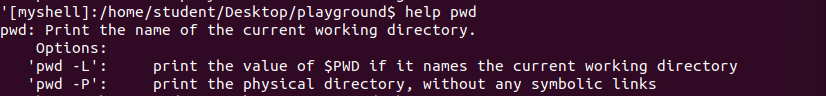 '[myshell]:/home/student/Desktop/playground$ help pwd
pwd: Print the name of the current working directory.
Options:
'pwd -L': print the value of $PWD if it names the current working directory
'pwd -P': print the physical directory, without any symbolic links